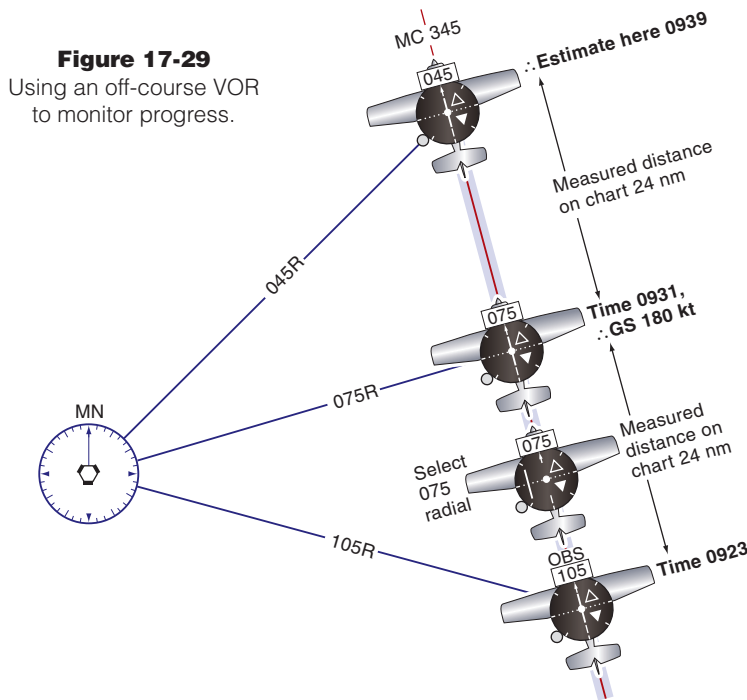 Figure 17-29
Using an off-course VOR
to monitor progress.
MC 345
045
∴Estimate here 0939
Measured distance
on chart 24 nm
045R
075
Time 0931,
∴GS 180 kt
075R
MN
075
Select
075
radial
Measured
distance on
chart 24 nm
105R
OBS
105
Time 0923